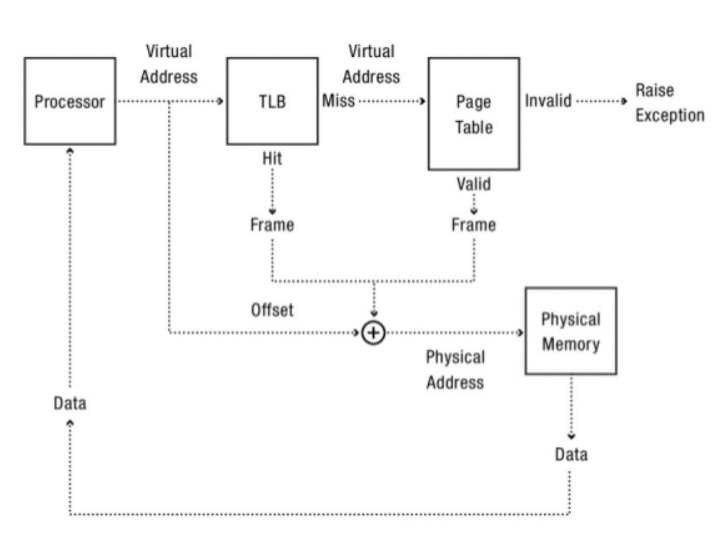 Virtual
Address
Virtual
Address
Processor
TLB
Miss
Page
Table
Invalid
Raise
Exception
Hit
Valid
Frame
Frame
Offset
Physical
Memory
Physical
Address
Data
Data